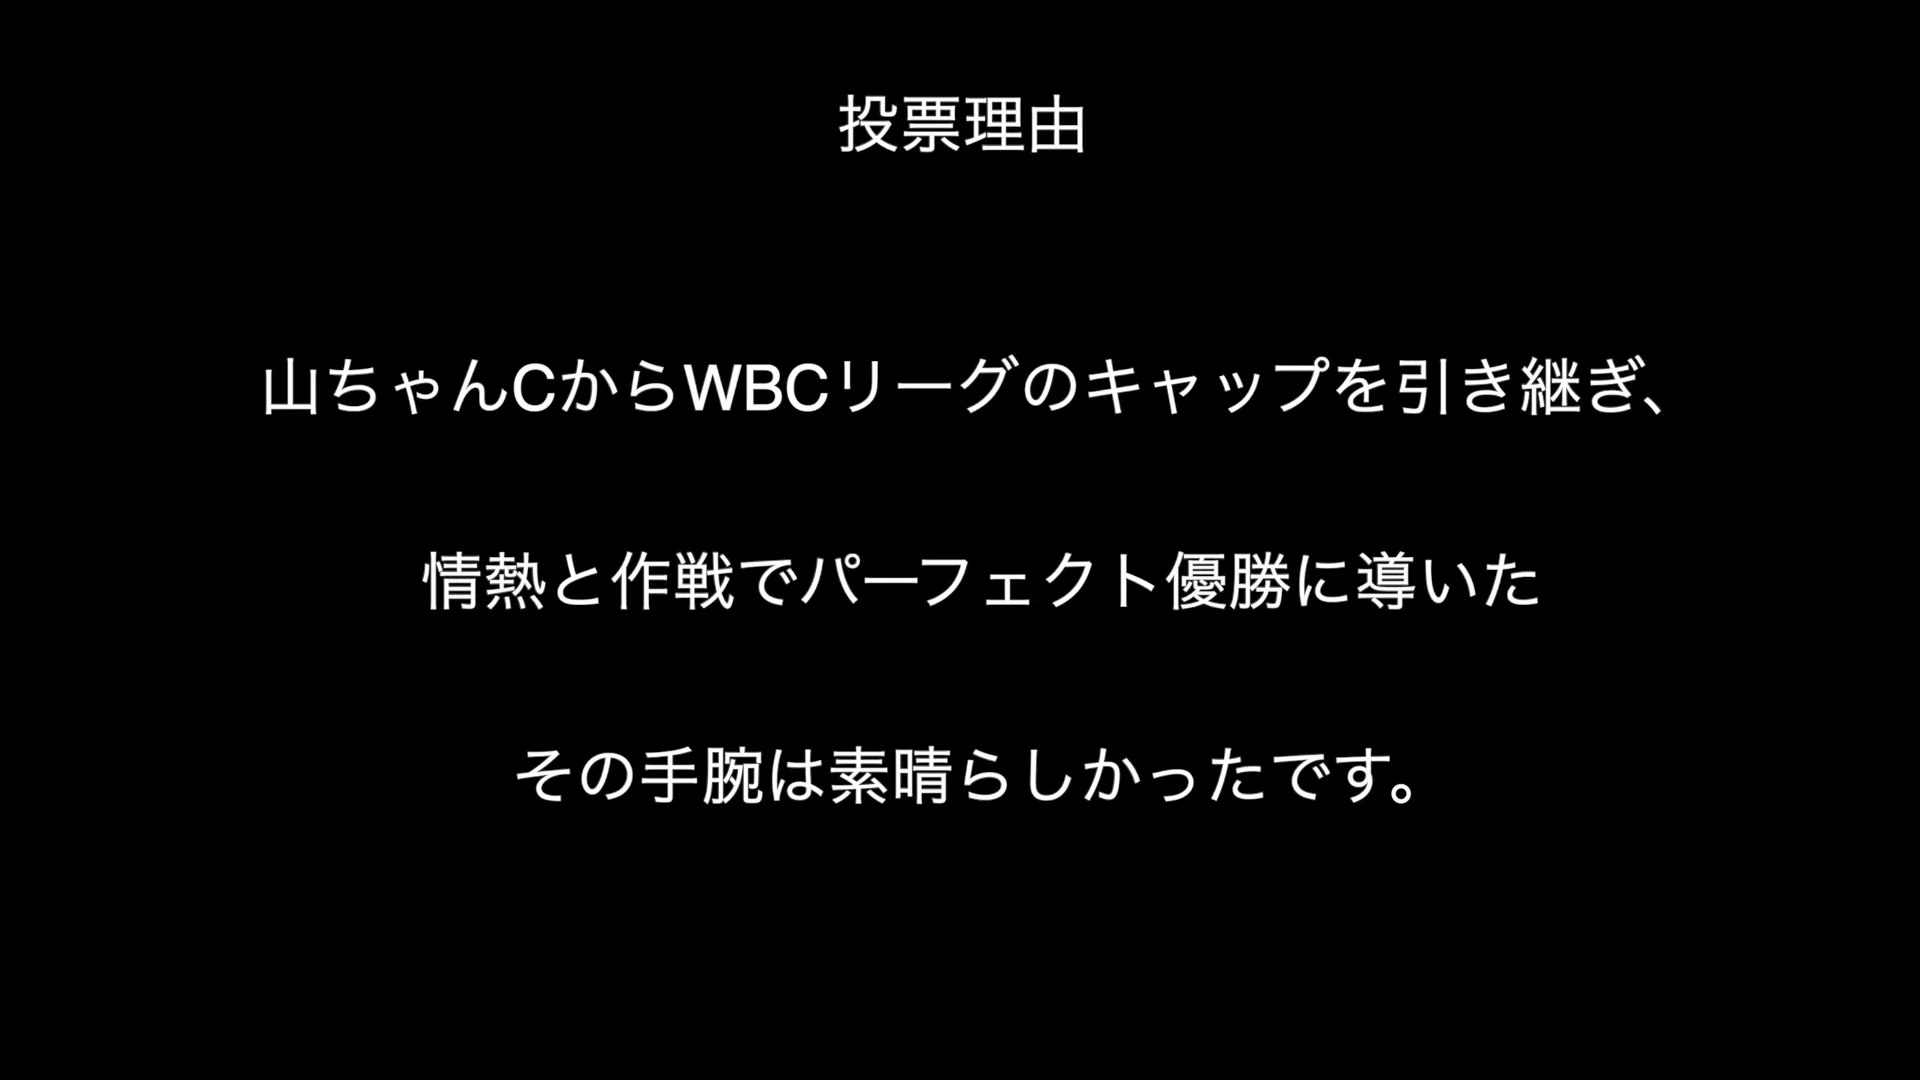 投票理由
山ちゃんCからWBCリーグのキャップを引き継ぎ、
情熱と作戦でパーフェクト優勝に導いた
その手腕は素晴らしかったです。